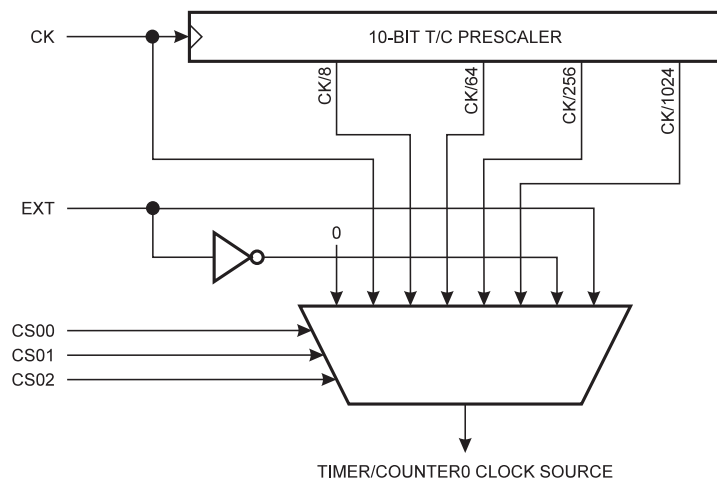 10-BIT T/C PRESCALER
CK
CK/8
CK/64
CK/256
CK/1024
EXT
0
CS00
CS01
CS02
TIMER/COUNTER0 CLOCK SOURCE